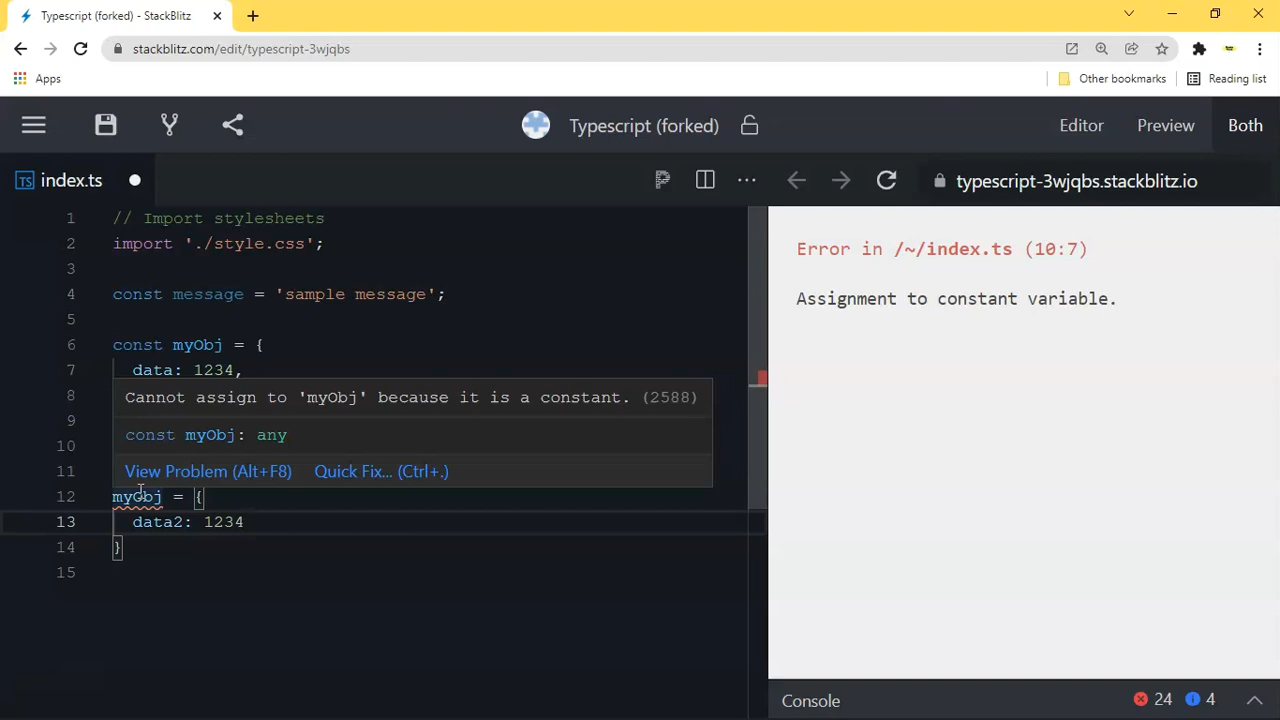 Typescript (forked) - StackBlitz
stackblitz.com/edit/typescript-3wjqbs
Apps
Other bookmarks
Reading list
Typescript (forked)
Editor
Preview
Both
TS index.ts
typescript-3wjqbs.stackblitz.io
1 // Import stylesheets
2 import './style.css';
3
4 const message = 'sample message';
5
6 const myObj = {
7 data: 1234,
8
9
10
11
Cannot assign to 'myObj' because it is a constant. (2588)
const myObj: any
View Problem (Alt+F8) Quick Fix... (Ctrl+.)
12 myObj = {
13 data2: 1234
14 }
15
Error in /~/index.ts (10:7)
Assignment to constant variable.
Console
24
4